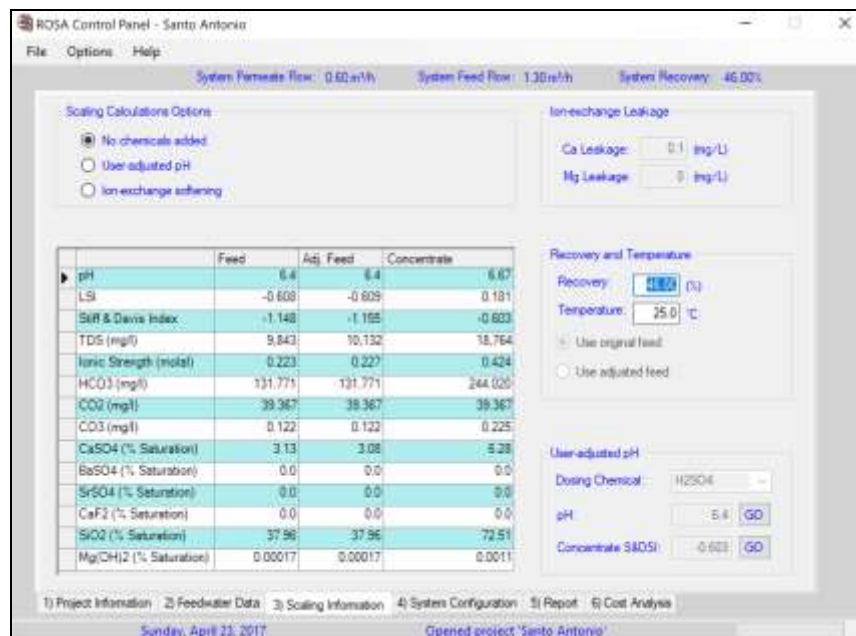 ROSA Control Panel - Santo Antonio
File Options Help
System Permeate Flow: 0.60 m³/h System Feed Flow: 1.30 m³/h System Recovery: 46.00%
Scaling Calculations Options
No chemicals added
User-adjusted pH
Ion-exchange softening
Ion-exchange Leakage
Ca Leakage: 0.1 (mg/L)
Mg Leakage: 0 (mg/L)
Feed Adj. Feed Concentrate
pH 6.4 6.4 6.67
LSI -0.608 -0.609 0.181
Stiff & Davis Index -1.148 -1.155 -0.603
TDS (mg/l) 9,843 10,132 18,764
Ionic Strength (molal) 0.223 0.227 0.424
HCO3 (mg/l) 131.771 131.771 244.020
CO2 (mg/l) 39.367 39.367 39.367
CO3 (mg/l) 0.122 0.122 0.225
CaSO4 (% Saturation) 3.13 3.08 6.28
BaSO4 (% Saturation) 0.0 0.0 0.0
SrSO4 (% Saturation) 0.0 0.0 0.0
CaF2 (% Saturation) 0.0 0.0 0.0
SiO2 (% Saturation) 37.96 37.96 72.51
Mg(OH)2 (% Saturation) 0.00017 0.00017 0.0011
Recovery and Temperature
Recovery: 46.00 (%)
Temperature: 25.0 °C
Use original feed
Use adjusted feed
User-adjusted pH
Dosing Chemical: H2SO4
pH: 6.4 GO
Concentrate S&DSI: -0.603 GO
1) Project Information 2) Feedwater Data 3) Scaling Information 4) System Configuration 5) Report 6) Cost Analysis
Sunday, April 23, 2017 Opened project 'Santo Antonio'